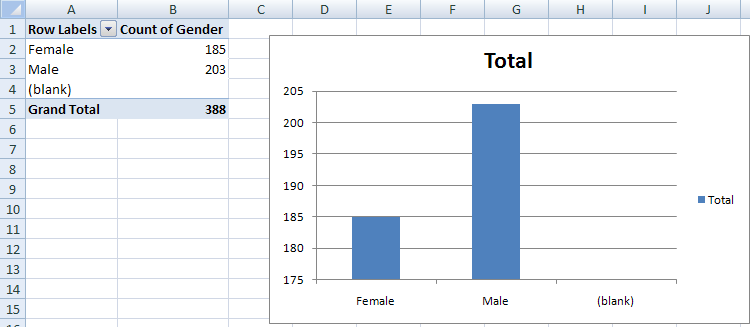 A B C D E F G H I J
1 Row Labels Count of Gender
2 Female 185
3 Male 203
4 (blank)
5 Grand Total 388
6
7
8
9
10
11
12
13
14
15
16
Total
205
200
195
190
185
180
175
Female Male (blank)
Total